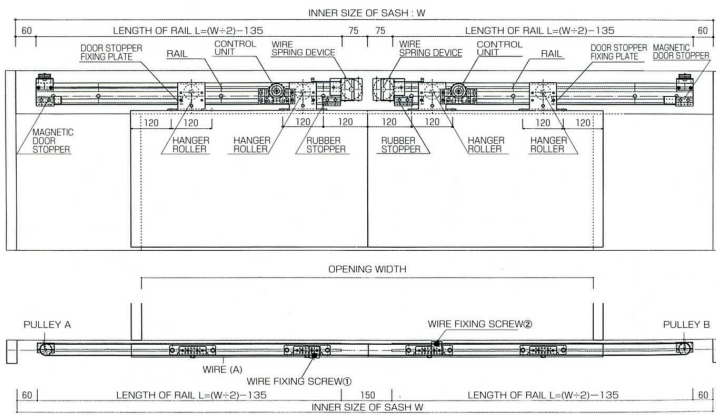 INNER SIZE OF SASH : W
60
LENGTH OF RAIL L=(W÷2)−135
75
75
LENGTH OF RAIL L=(W÷2)−135
60
DOOR STOPPER
FIXING PLATE
RAIL
CONTROL
UNIT
WIRE
SPRING DEVICE
WIRE
SPRING DEVICE
CONTROL
UNIT
RAIL
DOOR STOPPER
FIXING PLATE
MAGNETIC
DOOR STOPPER
120
120
120
120
120
120
120
120
120
MAGNETIC
DOOR
STOPPER
HANGER
ROLLER
HANGER
ROLLER
RUBBER
STOPPER
RUBBER
STOPPER
HANGER
ROLLER
HANGER
ROLLER
OPENING WIDTH
PULLEY A
WIRE FIXING SCREW②
PULLEY B
WIRE (A)
WIRE FIXING SCREW①
60
LENGTH OF RAIL L=(W÷2)−135
150
LENGTH OF RAIL L=(W÷2)−135
60
INNER SIZE OF SASH W